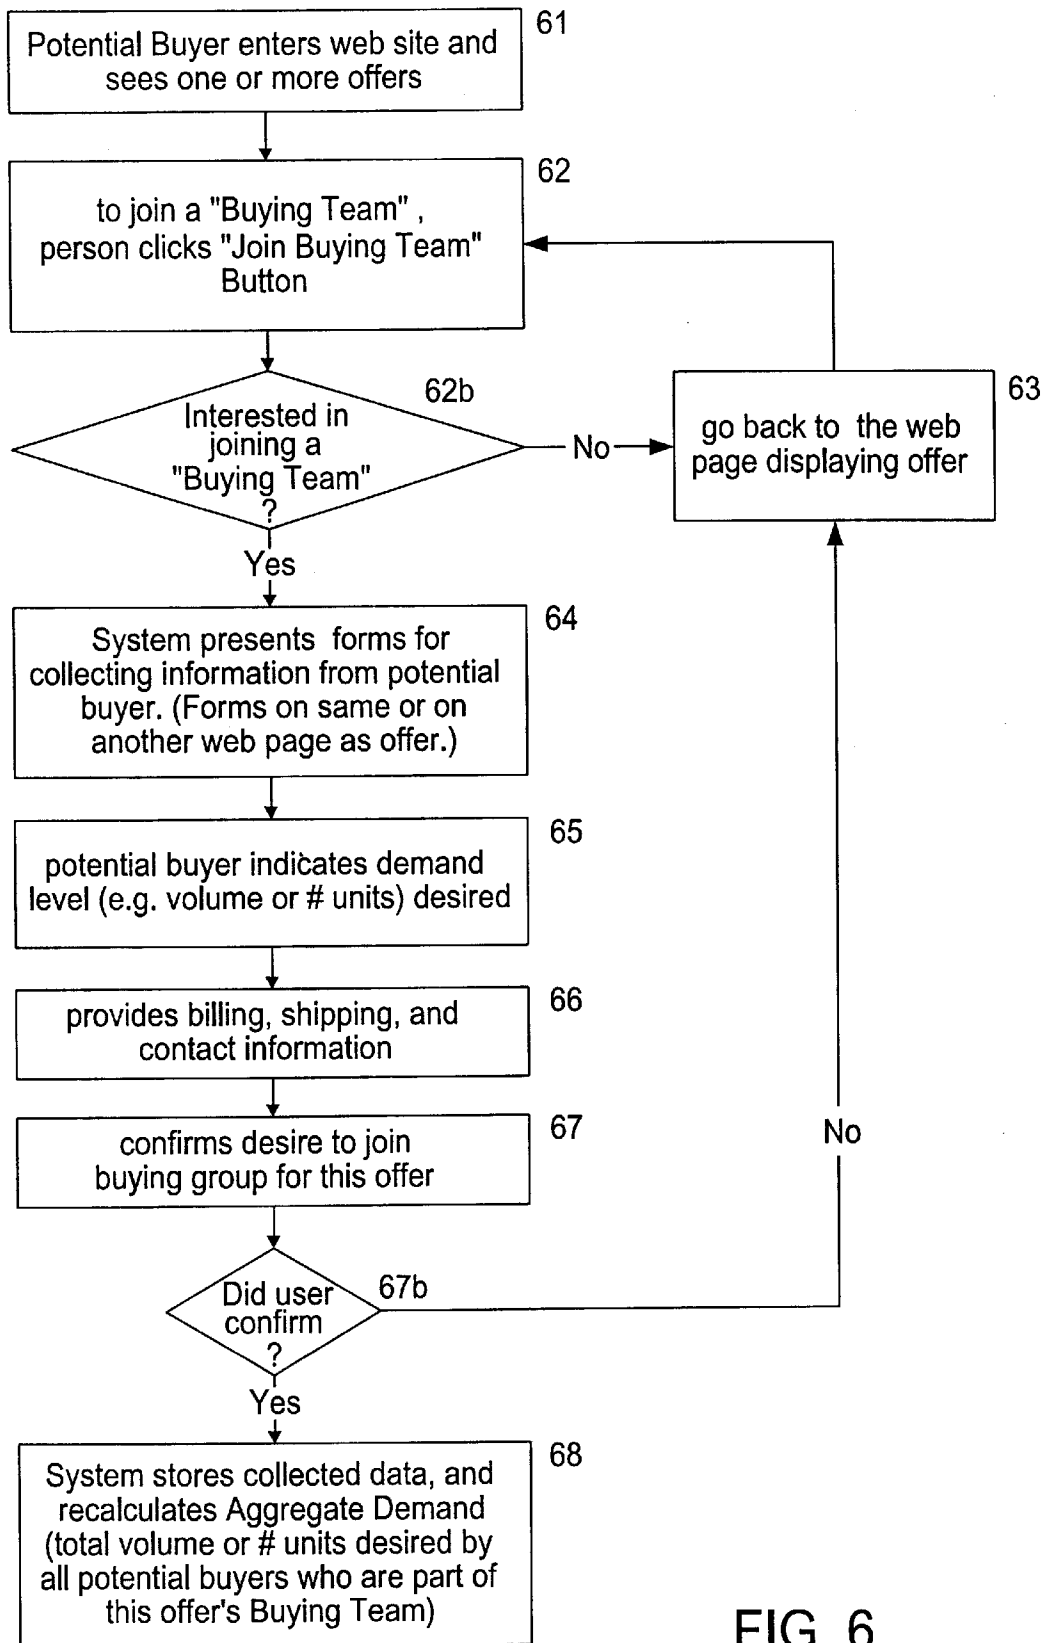 61
Potential Buyer enters web site and
sees one or more offers
62
to join a "Buying Team" ,
person clicks "Join Buying Team"
Button
62b
Interested in
joining a
"Buying Team"
?
No
63
go back to the web
page displaying offer
Yes
64
System presents forms for
collecting information from potential
buyer. (Forms on same or on
another web page as offer.)
65
potential buyer indicates demand
level (e.g. volume or # units) desired
66
provides billing, shipping, and
contact information
67
confirms desire to join
buying group for this offer
No
67b
Did user
confirm
?
Yes
68
System stores collected data, and
recalculates Aggregate Demand
(total volume or # units desired by
all potential buyers who are part of
this offer's Buying Team)
FIG. 6